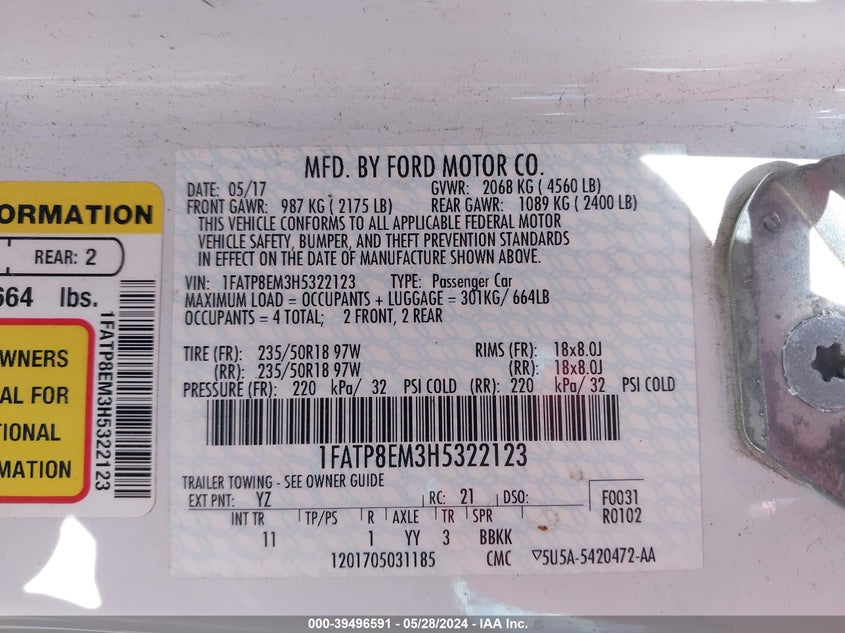 MFD. BY FORD MOTOR CO.
DATE: 05/17 GVWR: 2068 KG ( 4560 LB)
FRONT GAWR: 987 KG ( 2175 LB) REAR GAWR: 1089 KG ( 2400 LB)
THIS VEHICLE CONFORMS TO ALL APPLICABLE FEDERAL MOTOR
VEHICLE SAFETY, BUMPER, AND THEFT PREVENTION STANDARDS
IN EFFECT ON THE DATE OF MANUFACTURE SHOWN ABOVE.
VIN: 1FATP8EM3H5322123 TYPE: Passenger Car
MAXIMUM LOAD = OCCUPANTS + LUGGAGE = 301KG/ 664LB
OCCUPANTS = 4 TOTAL; 2 FRONT, 2 REAR
TIRE (FR): 235/50R18 97W RIMS (FR): 18x8.0J
(RR): 235/50R18 97W (RR): 18x8.0J
PRESSURE (FR): 220 kPa/ 32 PSI COLD (RR): 220 kPa/ 32 PSI COLD
1FATP8EM3H5322123
TRAILER TOWING - SEE OWNER GUIDE
EXT PNT: YZ RC: 21 DSO: F0031
R0102
INT TR TP/PS R AXLE TR SPR
11 1 YY 3 BBKK
1201705031185 CMC ▽5U5A-5420472-AA
ORMATION
REAR: 2
664 lbs.
WNERS
AL FOR
TIONAL
RMATION
1FATP8EM3H5322123
000-39496591 - 05/28/2024 - IAA Inc.